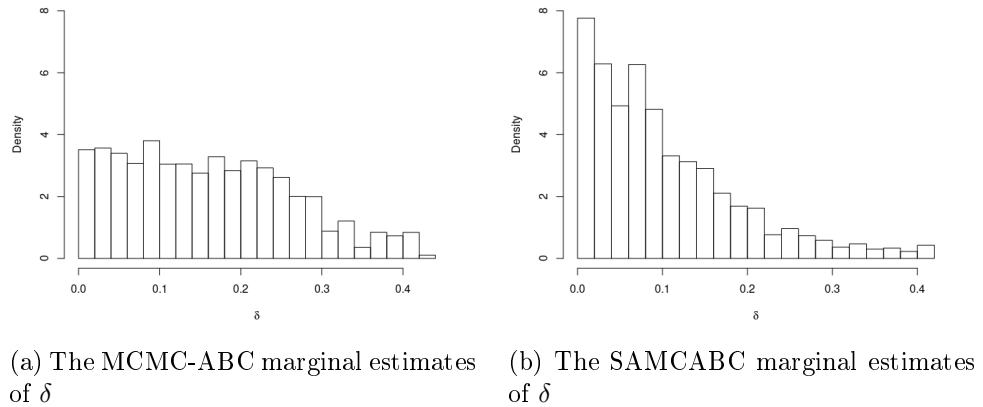 8
6
4
2
0
Density
0.0 0.1 0.2 0.3 0.4
δ
(a) The MCMC-ABC marginal estimates
of δ
8
6
4
2
0
Density
0.0 0.1 0.2 0.3 0.4
δ
(b) The SAMCABC marginal estimates
of δ